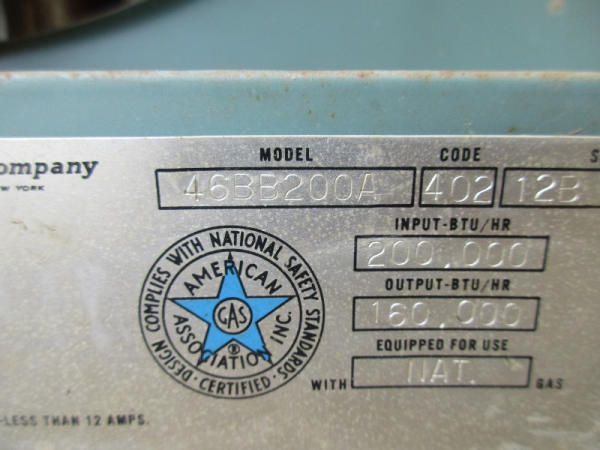 ompany
EW YORK
MODEL
CODE
S
46BB200A
402
12B
INPUT-BTU/HR
200,000
OUTPUT-BTU/HR
160,000
EQUIPPED FOR USE
WITH NAT. GAS
DESIGN COMPLIES WITH NATIONAL SAFETY STANDARDS
· CERTIFIED ·
AMERICAN
GAS
®
ASSOCIATION INC.
-LESS THAN 12 AMPS.